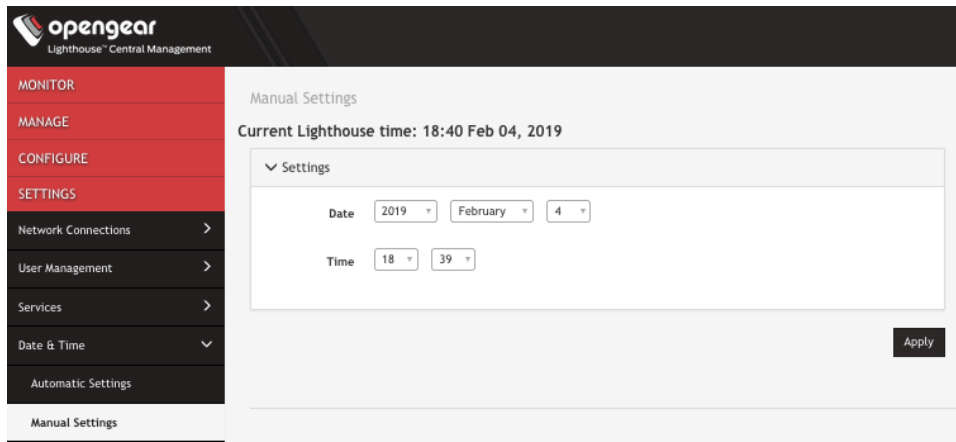 opengear
Lighthouse™ Central Management
MONITOR
MANAGE
CONFIGURE
SETTINGS
Network Connections
User Management
Services
Date & Time
Automatic Settings
Manual Settings
Manual Settings
Current Lighthouse time: 18:40 Feb 04, 2019
Settings
Date 2019 February 4
Time 18 39
Apply